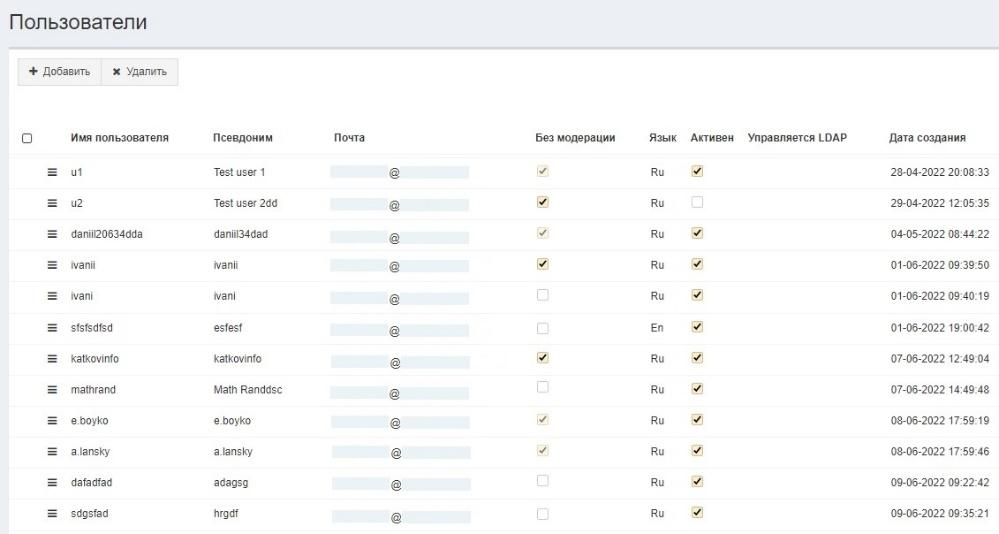 Пользователи
Добавить Удалить
Имя пользователя Псевдоним Почта Без модерации Язык Активен Управляется LDAP Дата создания
u1 Test user 1 @ Ru 28-04-2022 20:08:33
u2 Test user 2dd @ Ru 29-04-2022 12:05:35
daniil20634dda daniil34dad @ Ru 04-05-2022 08:44:22
ivanii ivanii @ Ru 01-06-2022 09:39:50
ivani ivani @ Ru 01-06-2022 09:40:19
sfsfsdfsd esfesf @ En 01-06-2022 19:00:42
katkovinfo katkovinfo @ Ru 07-06-2022 12:49:04
mathrand Math Randdsc @ Ru 07-06-2022 14:49:48
e.boyko e.boyko @ Ru 08-06-2022 17:59:19
a.lansky a.lansky @ Ru 08-06-2022 17:59:46
dafadfad adagsg @ Ru 09-06-2022 09:22:42
sdgsfad hrgdf @ Ru 09-06-2022 09:35:21